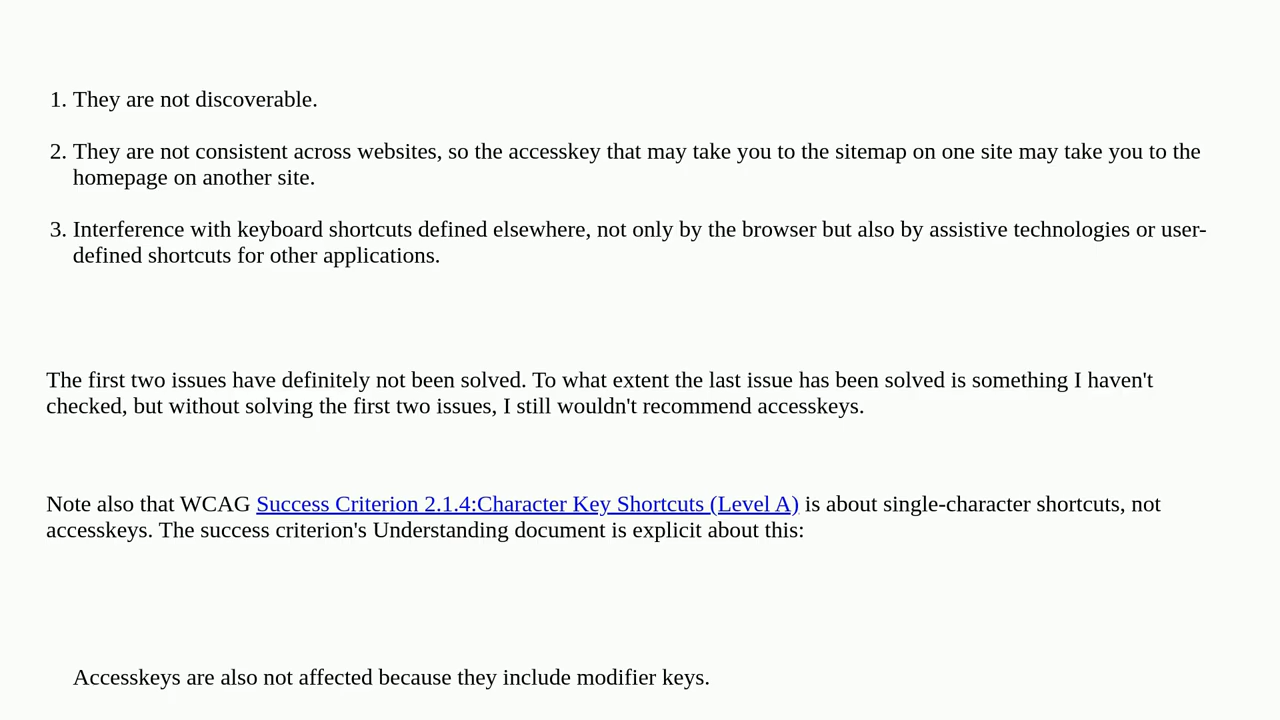 1. They are not discoverable.
2. They are not consistent across websites, so the accesskey that may take you to the sitemap on one site may take you to the
homepage on another site.
3. Interference with keyboard shortcuts defined elsewhere, not only by the browser but also by assistive technologies or user-
defined shortcuts for other applications.
The first two issues have definitely not been solved. To what extent the last issue has been solved is something I haven't
checked, but without solving the first two issues, I still wouldn't recommend accesskeys.
Note also that WCAG Success Criterion 2.1.4:Character Key Shortcuts (Level A) is about single-character shortcuts, not
accesskeys. The success criterion's Understanding document is explicit about this:
Accesskeys are also not affected because they include modifier keys.